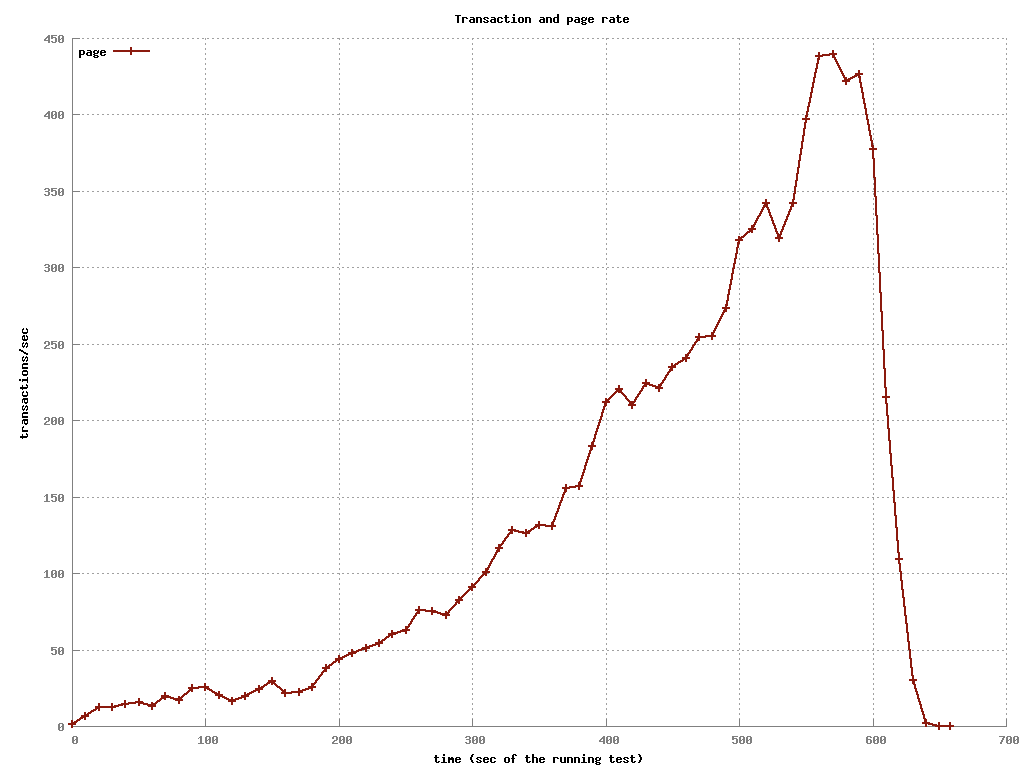 Transaction and page rate
450
page
400
350
300
250
200
150
100
50
0
transactions/sec
0 100 200 300 400 500 600 700
time (sec of the running test)